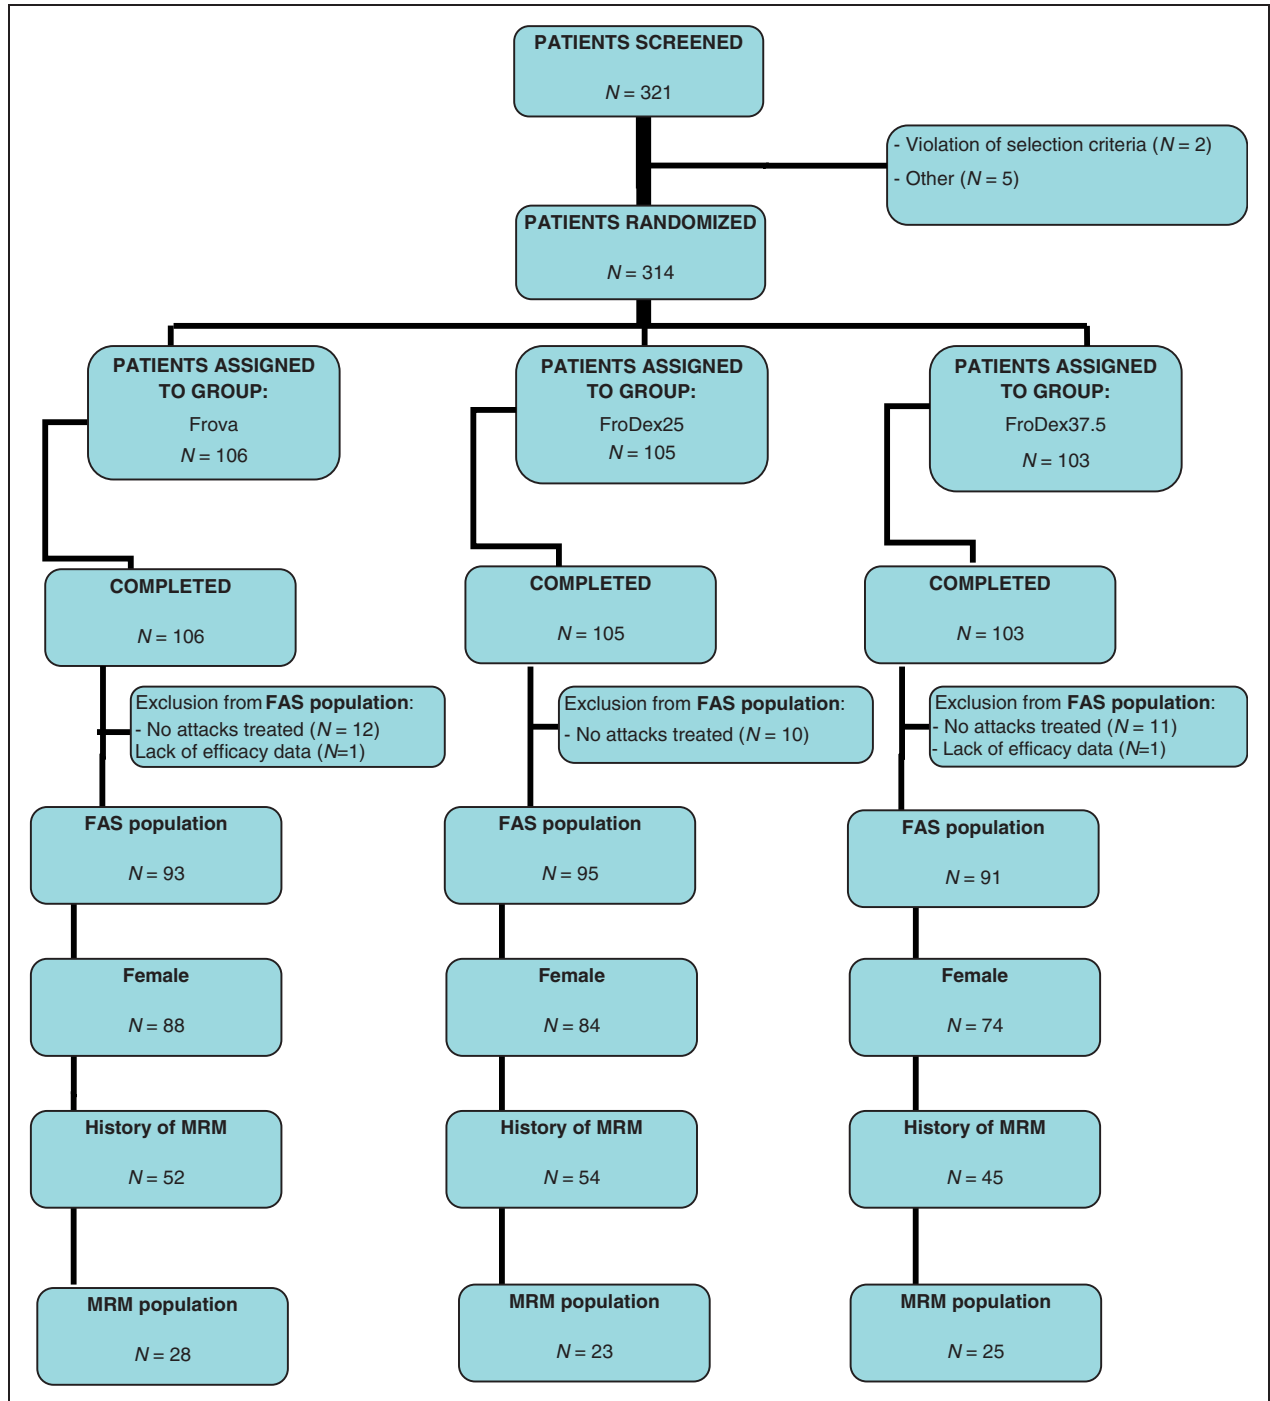 PATIENTS SCREENED
N = 321
- Violation of selection criteria (N = 2)
- Other (N = 5)
PATIENTS RANDOMIZED
N = 314
PATIENTS ASSIGNED
TO GROUP:
Frova
N = 106
PATIENTS ASSIGNED
TO GROUP:
FroDex25
N = 105
PATIENTS ASSIGNED
TO GROUP:
FroDex37.5
N = 103
COMPLETED
N = 106
COMPLETED
N = 105
COMPLETED
N = 103
Exclusion from FAS population:
- No attacks treated (N = 12)
Lack of efficacy data (N=1)
Exclusion from FAS population:
- No attacks treated (N = 10)
Exclusion from FAS population:
- No attacks treated (N = 11)
- Lack of efficacy data (N=1)
FAS population
N = 93
FAS population
N = 95
FAS population
N = 91
Female
N = 88
Female
N = 84
Female
N = 74
History of MRM
N = 52
History of MRM
N = 54
History of MRM
N = 45
MRM population
N = 28
MRM population
N = 23
MRM population
N = 25